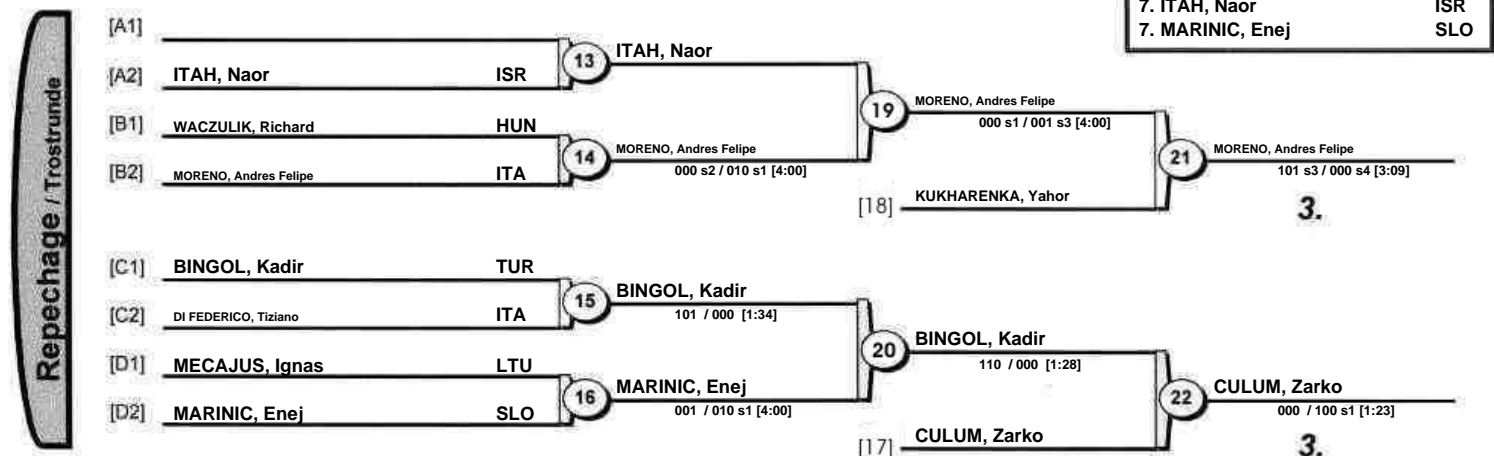 7. ITAH, Naor ISR
7. MARINIC, Enej SLO
Repechage / Trostrunde
[A1]
[A2] ITAH, Naor ISR
13 ITAH, Naor
[B1] WACZULIK, Richard HUN
[B2] MORENO, Andres Felipe ITA
14 MORENO, Andres Felipe
000 s2 / 010 s1 [4:00]
19 MORENO, Andres Felipe
000 s1 / 001 s3 [4:00]
[18] KUKHARENKA, Yahor
21 MORENO, Andres Felipe
101 s3 / 000 s4 [3:09]
3.
[C1] BINGOL, Kadir TUR
[C2] DI FEDERICO, Tiziano ITA
15 BINGOL, Kadir
101 / 000 [1:34]
[D1] MECAJUS, Ignas LTU
[D2] MARINIC, Enej SLO
16 MARINIC, Enej
001 / 010 s1 [4:00]
20 BINGOL, Kadir
110 / 000 [1:28]
[17] CULUM, Zarko
22 CULUM, Zarko
000 / 100 s1 [1:23]
3.